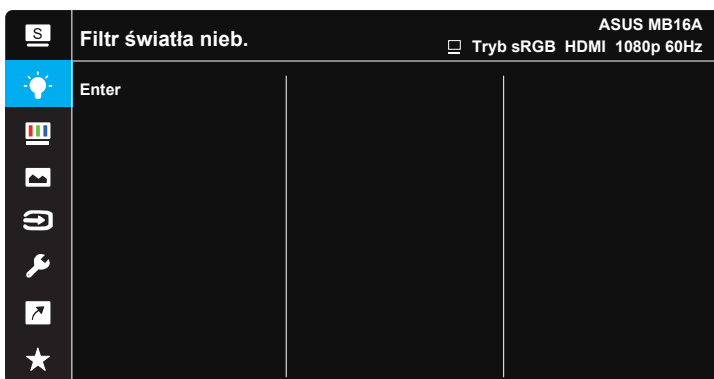 S
Filtr światła nieb.
ASUS MB16A
Tryb sRGB HDMI 1080p 60Hz
Enter